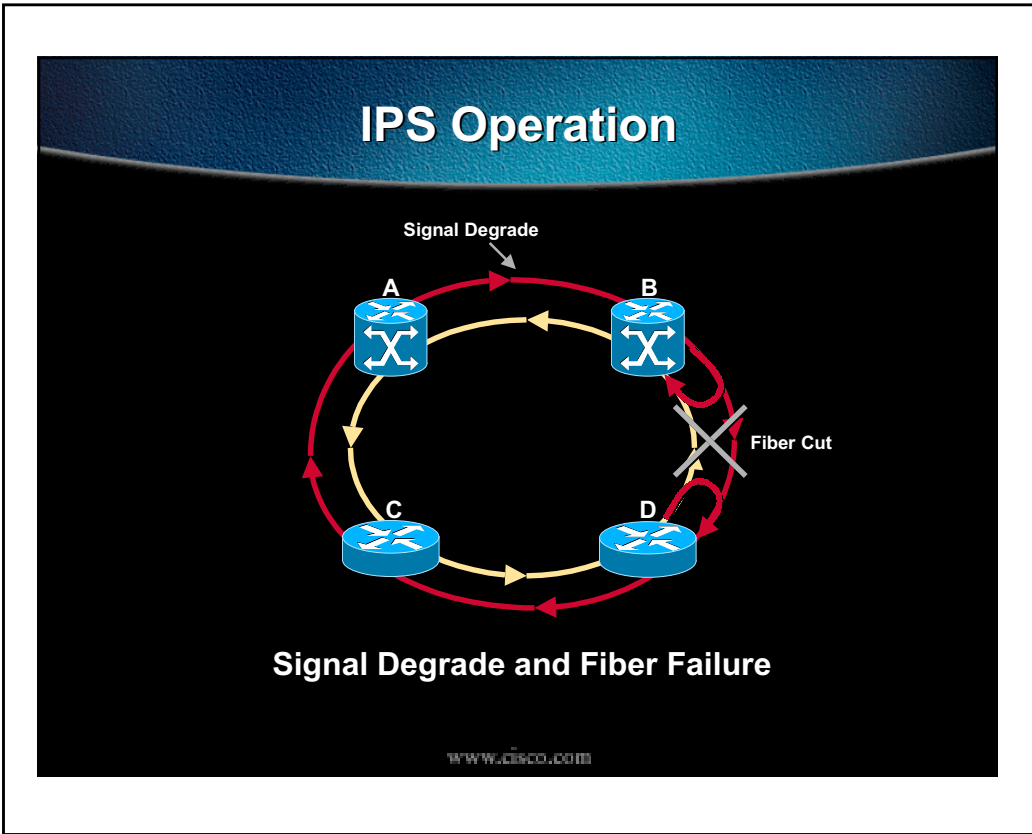 IPS Operation
Signal Degrade
A
B
Fiber Cut
C
D
Signal Degrade and Fiber Failure
www.cisco.com